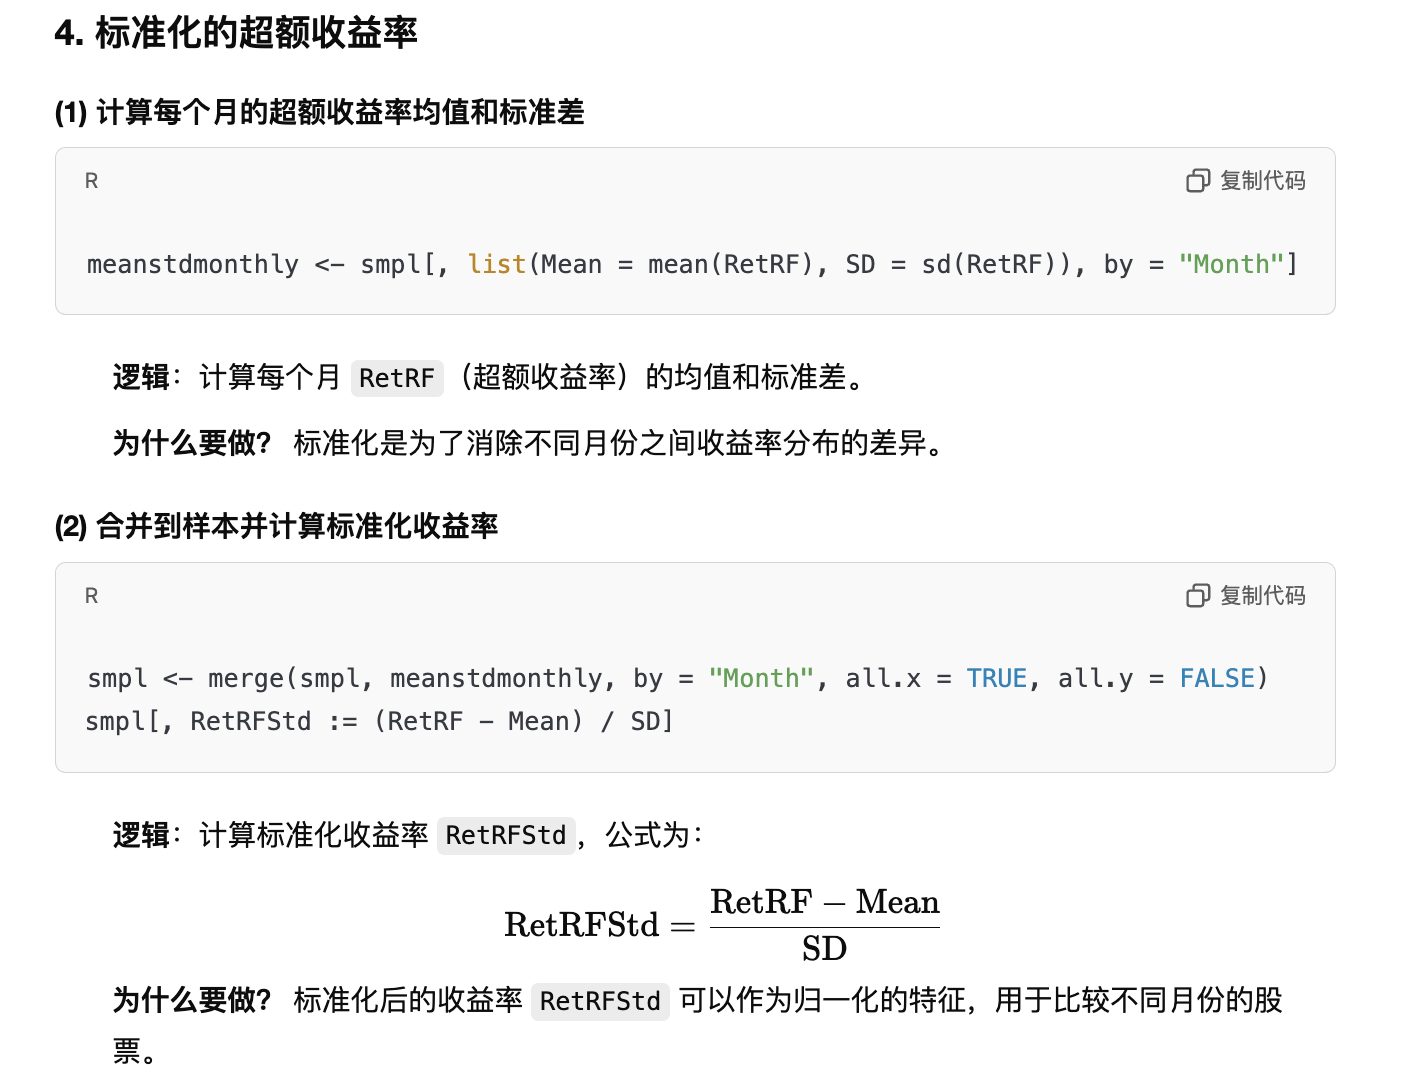 4. 标准化的超额收益率
(1) 计算每个月的超额收益率均值和标准差
R 复制代码
meanstdmonthly <- smpl[, list(Mean = mean(RetRF), SD = sd(RetRF)), by = "Month"]
逻辑：计算每个月 RetRF（超额收益率）的均值和标准差。
为什么要做？ 标准化是为了消除不同月份之间收益率分布的差异。
(2) 合并到样本并计算标准化收益率
R 复制代码
smpl <- merge(smpl, meanstdmonthly, by = "Month", all.x = TRUE, all.y = FALSE)
smpl[, RetRFStd := (RetRF - Mean) / SD]
逻辑：计算标准化收益率 RetRFStd，公式为：
RetRFStd = (RetRF − Mean) / SD
为什么要做？ 标准化后的收益率 RetRFStd 可以作为归一化的特征，用于比较不同月份的股
票。